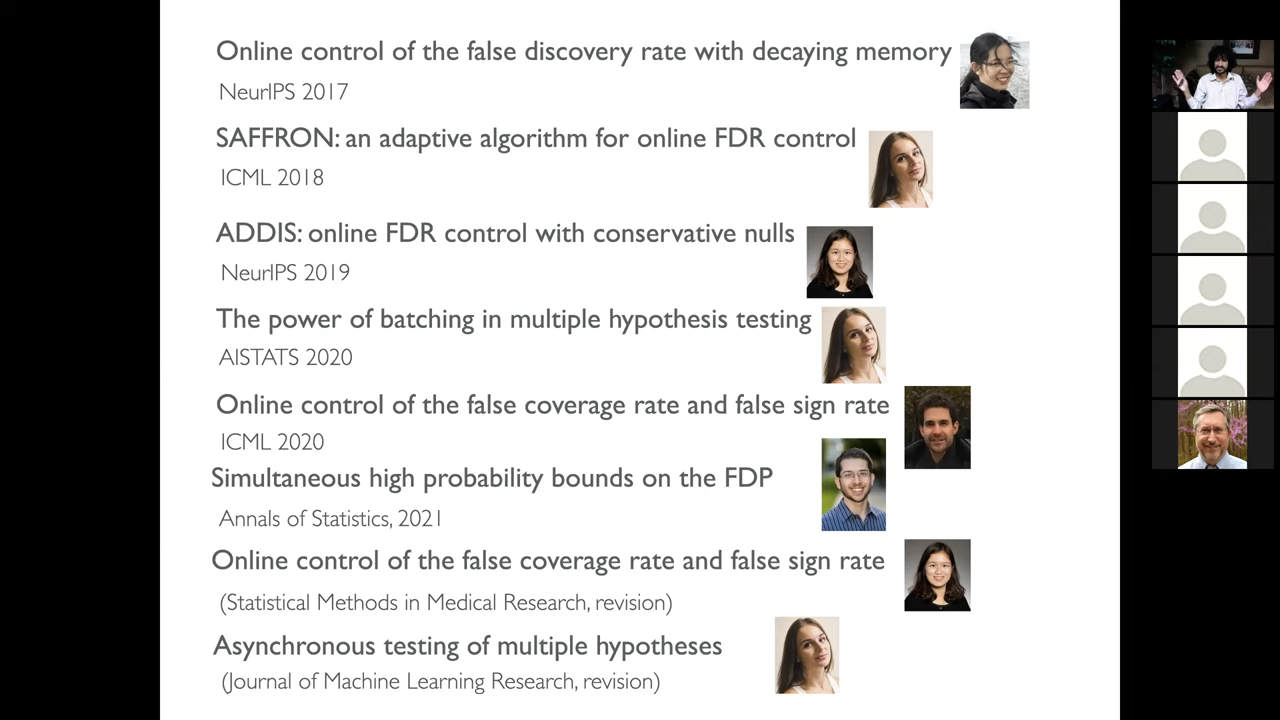 Online control of the false discovery rate with decaying memory
NeurIPS 2017
SAFFRON: an adaptive algorithm for online FDR control
ICML 2018
ADDIS: online FDR control with conservative nulls
NeurIPS 2019
The power of batching in multiple hypothesis testing
AISTATS 2020
Online control of the false coverage rate and false sign rate
ICML 2020
Simultaneous high probability bounds on the FDP
Annals of Statistics, 2021
Online control of the false coverage rate and false sign rate
(Statistical Methods in Medical Research, revision)
Asynchronous testing of multiple hypotheses
(Journal of Machine Learning Research, revision)